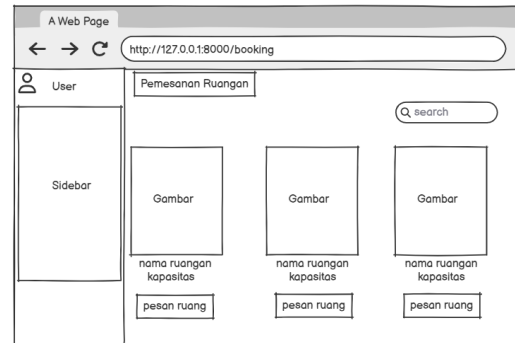 A Web Page
http://127.0.0.1:8000/booking
User
Pemesanan Ruangan
search
Sidebar
Gambar
Gambar
Gambar
nama ruangan
kapasitas
nama ruangan
kapasitas
nama ruangan
kapasitas
pesan ruang
pesan ruang
pesan ruang